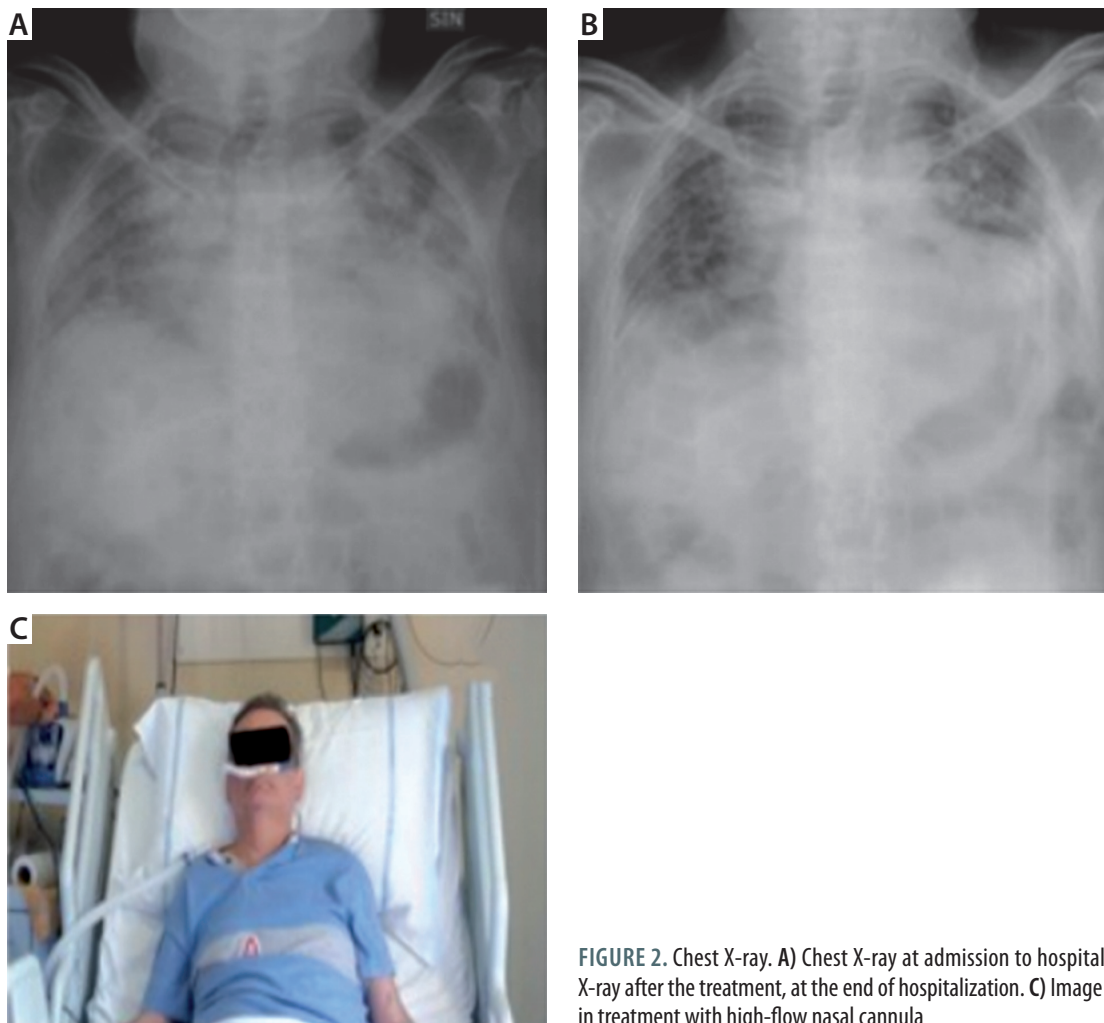 A
SIN
B
C
FIGURE 2. Chest X-ray. A) Chest X-ray at admission to hospital
X-ray after the treatment, at the end of hospitalization. C) Image
in treatment with high-flow nasal cannula